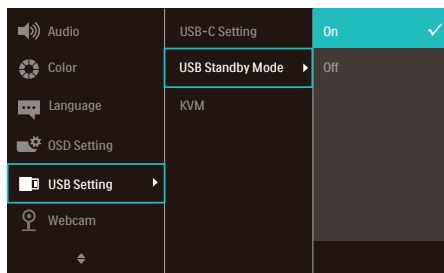 Audio
Color
Language
OSD Setting
USB Setting
Webcam
USB-C Setting
USB Standby Mode
KVM
On
Off